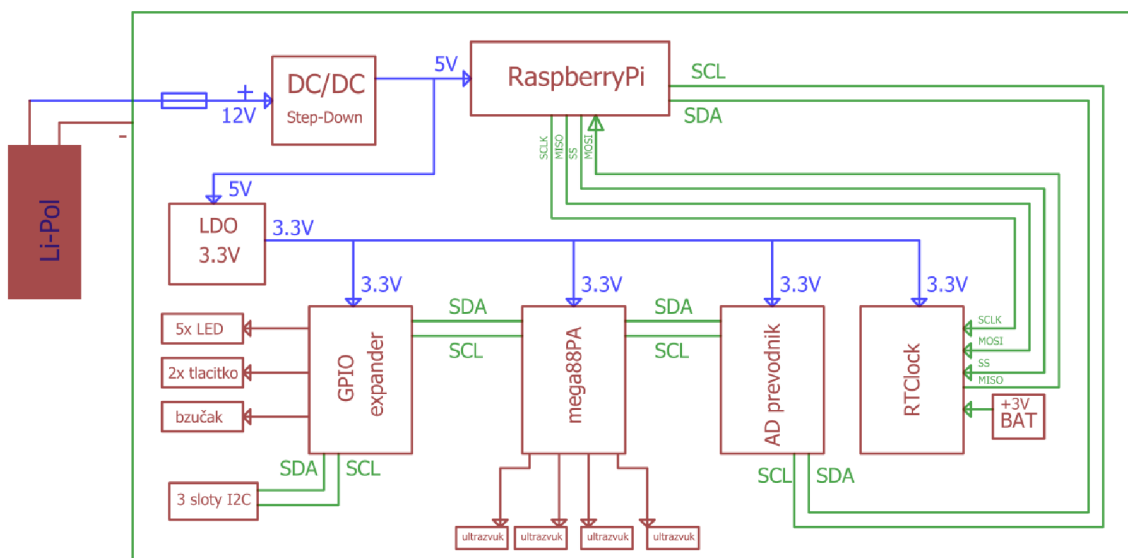 DC/DC
Step-Down
5V
RaspberryPi
SCL
SDA
+
12V
-
Li-Pol
SCLK
MISO
SS
MOSI
5V
LDO
3.3V
3.3V
3.3V
3.3V
3.3V
3.3V
5x LED
2x tlacitko
bzučak
GPIO
expander
SDA
SCL
mega88PA
SDA
SCL
AD prevodnik
RTClock
SCLK
MOSI
SS
MISO
+3V
BAT
SDA
SCL
3 sloty I2C
SCL
SDA
ultrazvuk
ultrazvuk
ultrazvuk
ultrazvuk